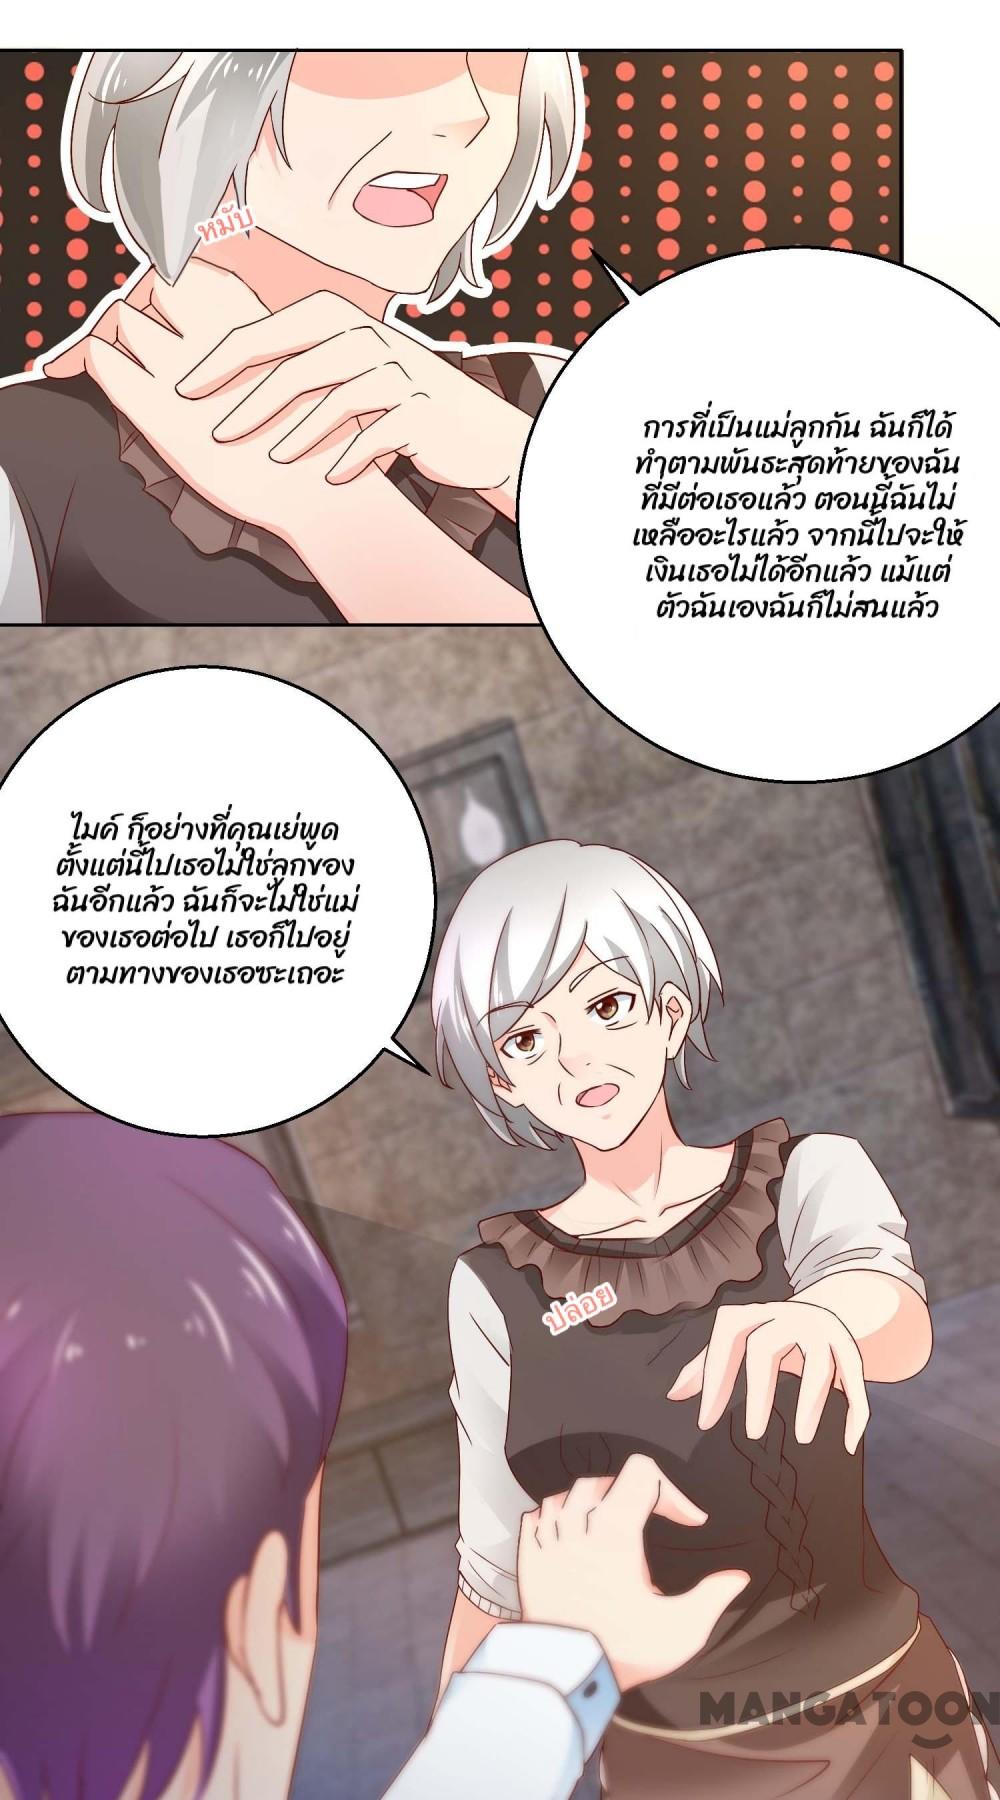 หมับ
การที่เป็นแม่ลูกกัน ฉันก็ได้
ทำตามพันธะสุดท้ายของฉัน
ที่มีต่อเธอแล้ว ตอนนี้ฉันไม่
เหลืออะไรแล้ว จากนี้ไปจะให้
เงินเธอไม่ได้อีกแล้ว แม้แต่
ตัวฉันเองฉันก็ไม่สนแล้ว
ไมค์ ก็อย่างที่คุณเย่พูด
ตั้งแต่นี้ไปเธอไม่ใช่ลูกของ
ฉันอีกแล้ว ฉันก็จะไม่ใช่แม่
ของเธอต่อไป เธอก็ไปอยู่
ตามทางของเธอซะเถอะ
ปล่อย
MANGATOON